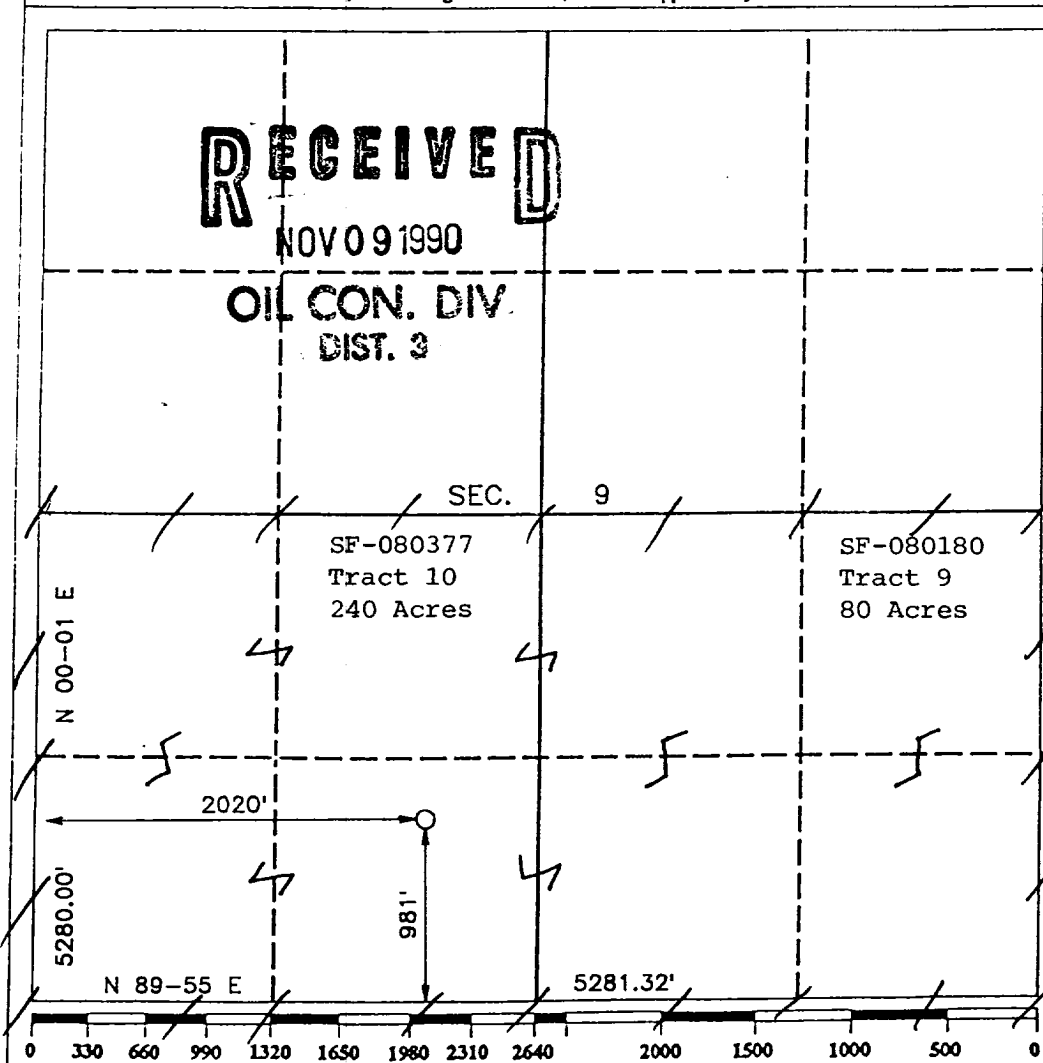 RECEIVED
NOV 09 1990
OIL CON. DIV.
DIST. 3
SEC. 9
SF-080377
Tract 10
240 Acres
SF-080180
Tract 9
80 Acres
N 00-01 E
5280.00'
2020'
981'
N 89-55 E
5281.32'
0 330 660 990 1320 1650 1980 2310 2640 2000 1500 1000 500 0